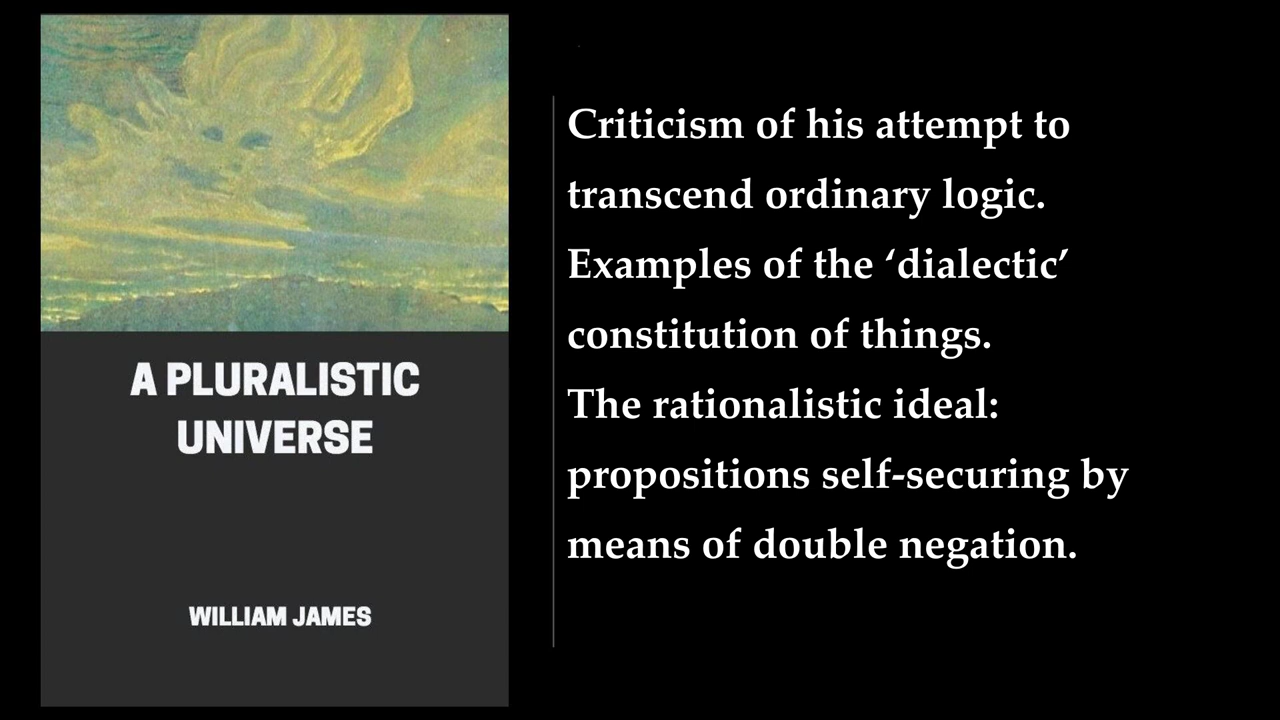 A PLURALISTIC
UNIVERSE
WILLIAM JAMES
Criticism of his attempt to
transcend ordinary logic.
Examples of the ‘dialectic’
constitution of things.
The rationalistic ideal:
propositions self-securing by
means of double negation.